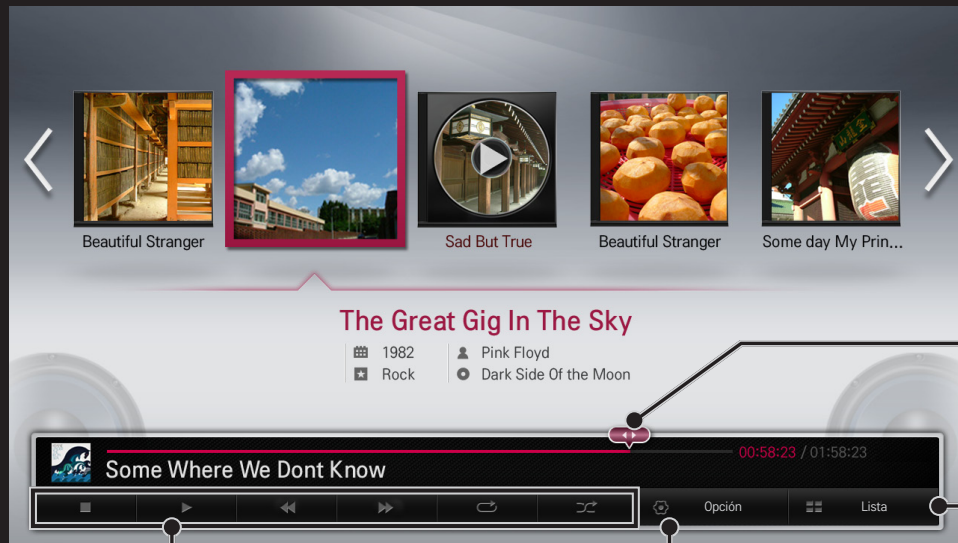 Beautiful Stranger
Sad But True
Beautiful Stranger
Some day My Prin...
The Great Gig In The Sky
1982
Pink Floyd
Rock
Dark Side Of the Moon
00:58:23 / 01:58:23
Some Where We Dont Know
Opción
Lista